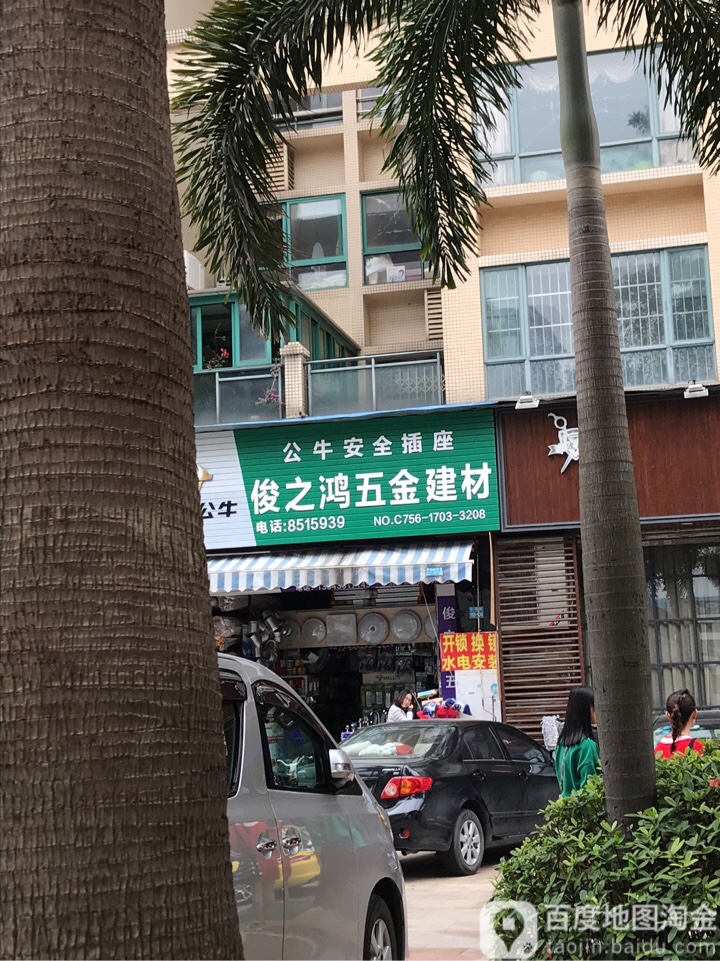 公牛安全插座
公牛
俊之鸿五金建材
电话:8515939 NO.C756-1703-3208
俊
五
开锁 换锁
水电安装
百度地图淘金
taojin.baidu.com